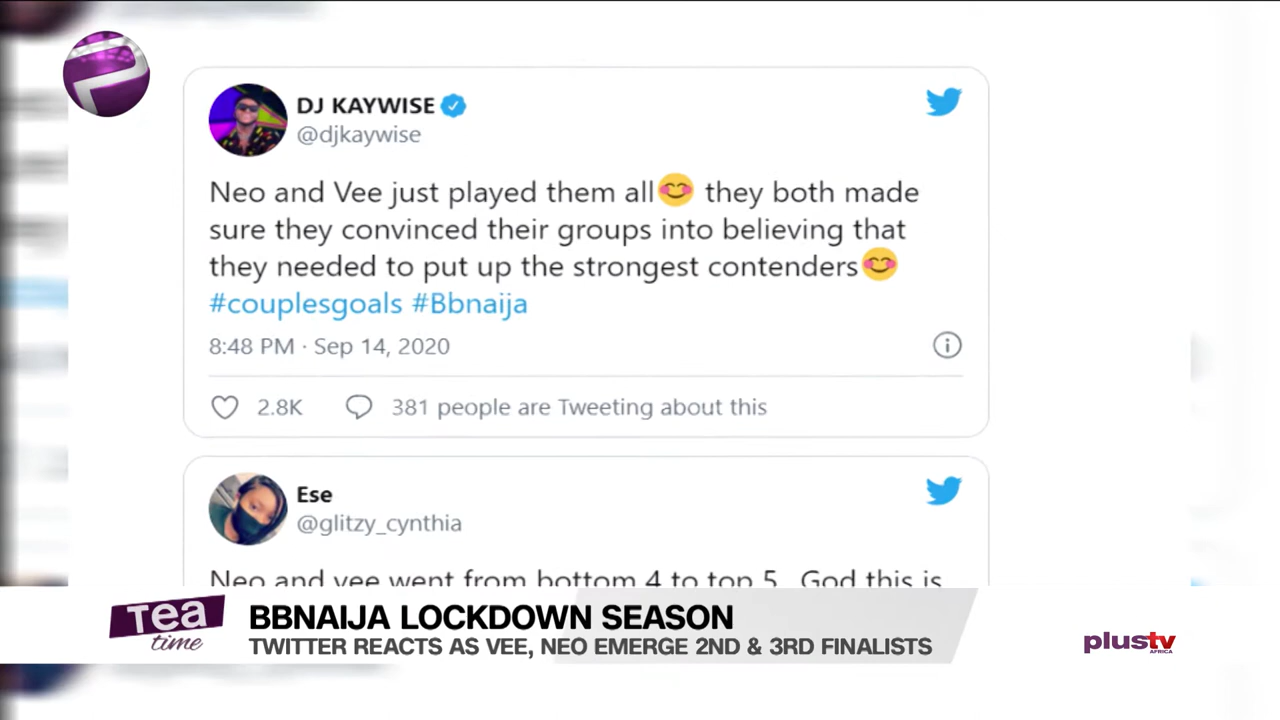 DJ KAYWISE
@djkaywise
Neo and Vee just played them all😊 they both made
sure they convinced their groups into believing that
they needed to put up the strongest contenders😊
#couplesgoals #Bbnaija
8:48 PM · Sep 14, 2020
2.8K 381 people are Tweeting about this
Ese
@glitzy_cynthia
Neo and vee went from bottom 4 to top 5.. God this is
Tea
time
BBNAIJA LOCKDOWN SEASON
TWITTER REACTS AS VEE, NEO EMERGE 2ND & 3RD FINALISTS
plustv
AFRICA